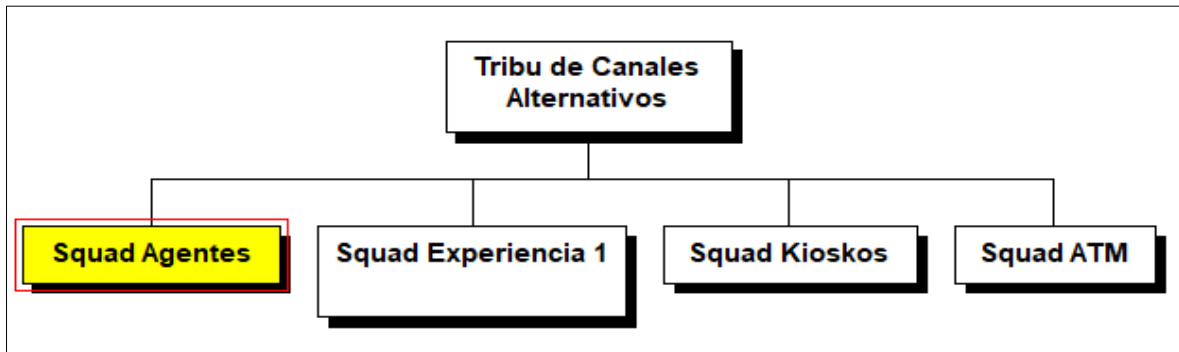 Tribu de Canales
Alternativos
Squad Agentes
Squad Experiencia 1
Squad Kioskos
Squad ATM